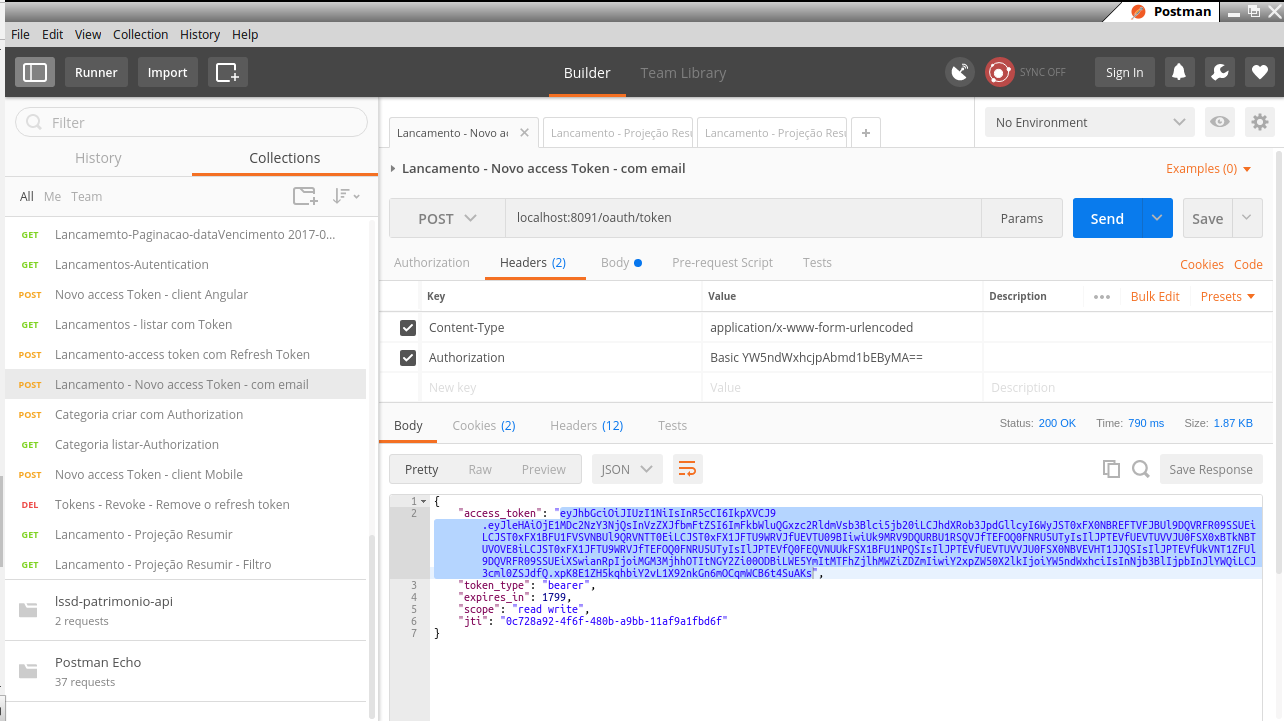 Postman
File Edit View Collection History Help
Runner Import Builder Team Library SYNC OFF Sign In
Filter
History Collections
All Me Team
GET Lancamemto-Paginacao-dataVencimento 2017-0...
GET Lancamentos-Autentication
POST Novo access Token - client Angular
GET Lancamentos - listar com Token
POST Lancamento-access token com Refresh Token
POST Lancamento - Novo access Token - com email
POST Categoria criar com Authorization
GET Categoria listar-Authorization
POST Novo access Token - client Mobile
DEL Tokens - Revoke - Remove o refresh token
GET Lancamento - Projeção Resumir
GET Lancamento - Projeção Resumir - Filtro
lssd-patrimonio-api
2 requests
Postman Echo
37 requests
Lancamento - Novo ac Lancamento - Projeção Resu Lancamento - Projeção Resu + No Environment
Lancamento - Novo access Token - com email Examples (0)
POST localhost:8091/oauth/token Params Send Save
Authorization Headers (2) Body Pre-request Script Tests Cookies Code
Key Value Description ••• Bulk Edit Presets
Content-Type application/x-www-form-urlencoded
Authorization Basic YW5ndWxhcjpAbmd1bEByMA==
New key Value Description
Body Cookies (2) Headers (12) Tests Status: 200 OK Time: 790 ms Size: 1.87 KB
Pretty Raw Preview JSON Save Response
1 {
2 "access_token": "eyJhbGciOiJIUzI1NiIsInR5cCI6IkpXVCJ9
3 "token_type": "bearer",
4 "expires_in": 1799,
5 "scope": "read write",
6 "jti": "0c728a92-4f6f-480b-a9bb-11af9a1fbd6f"
7 }